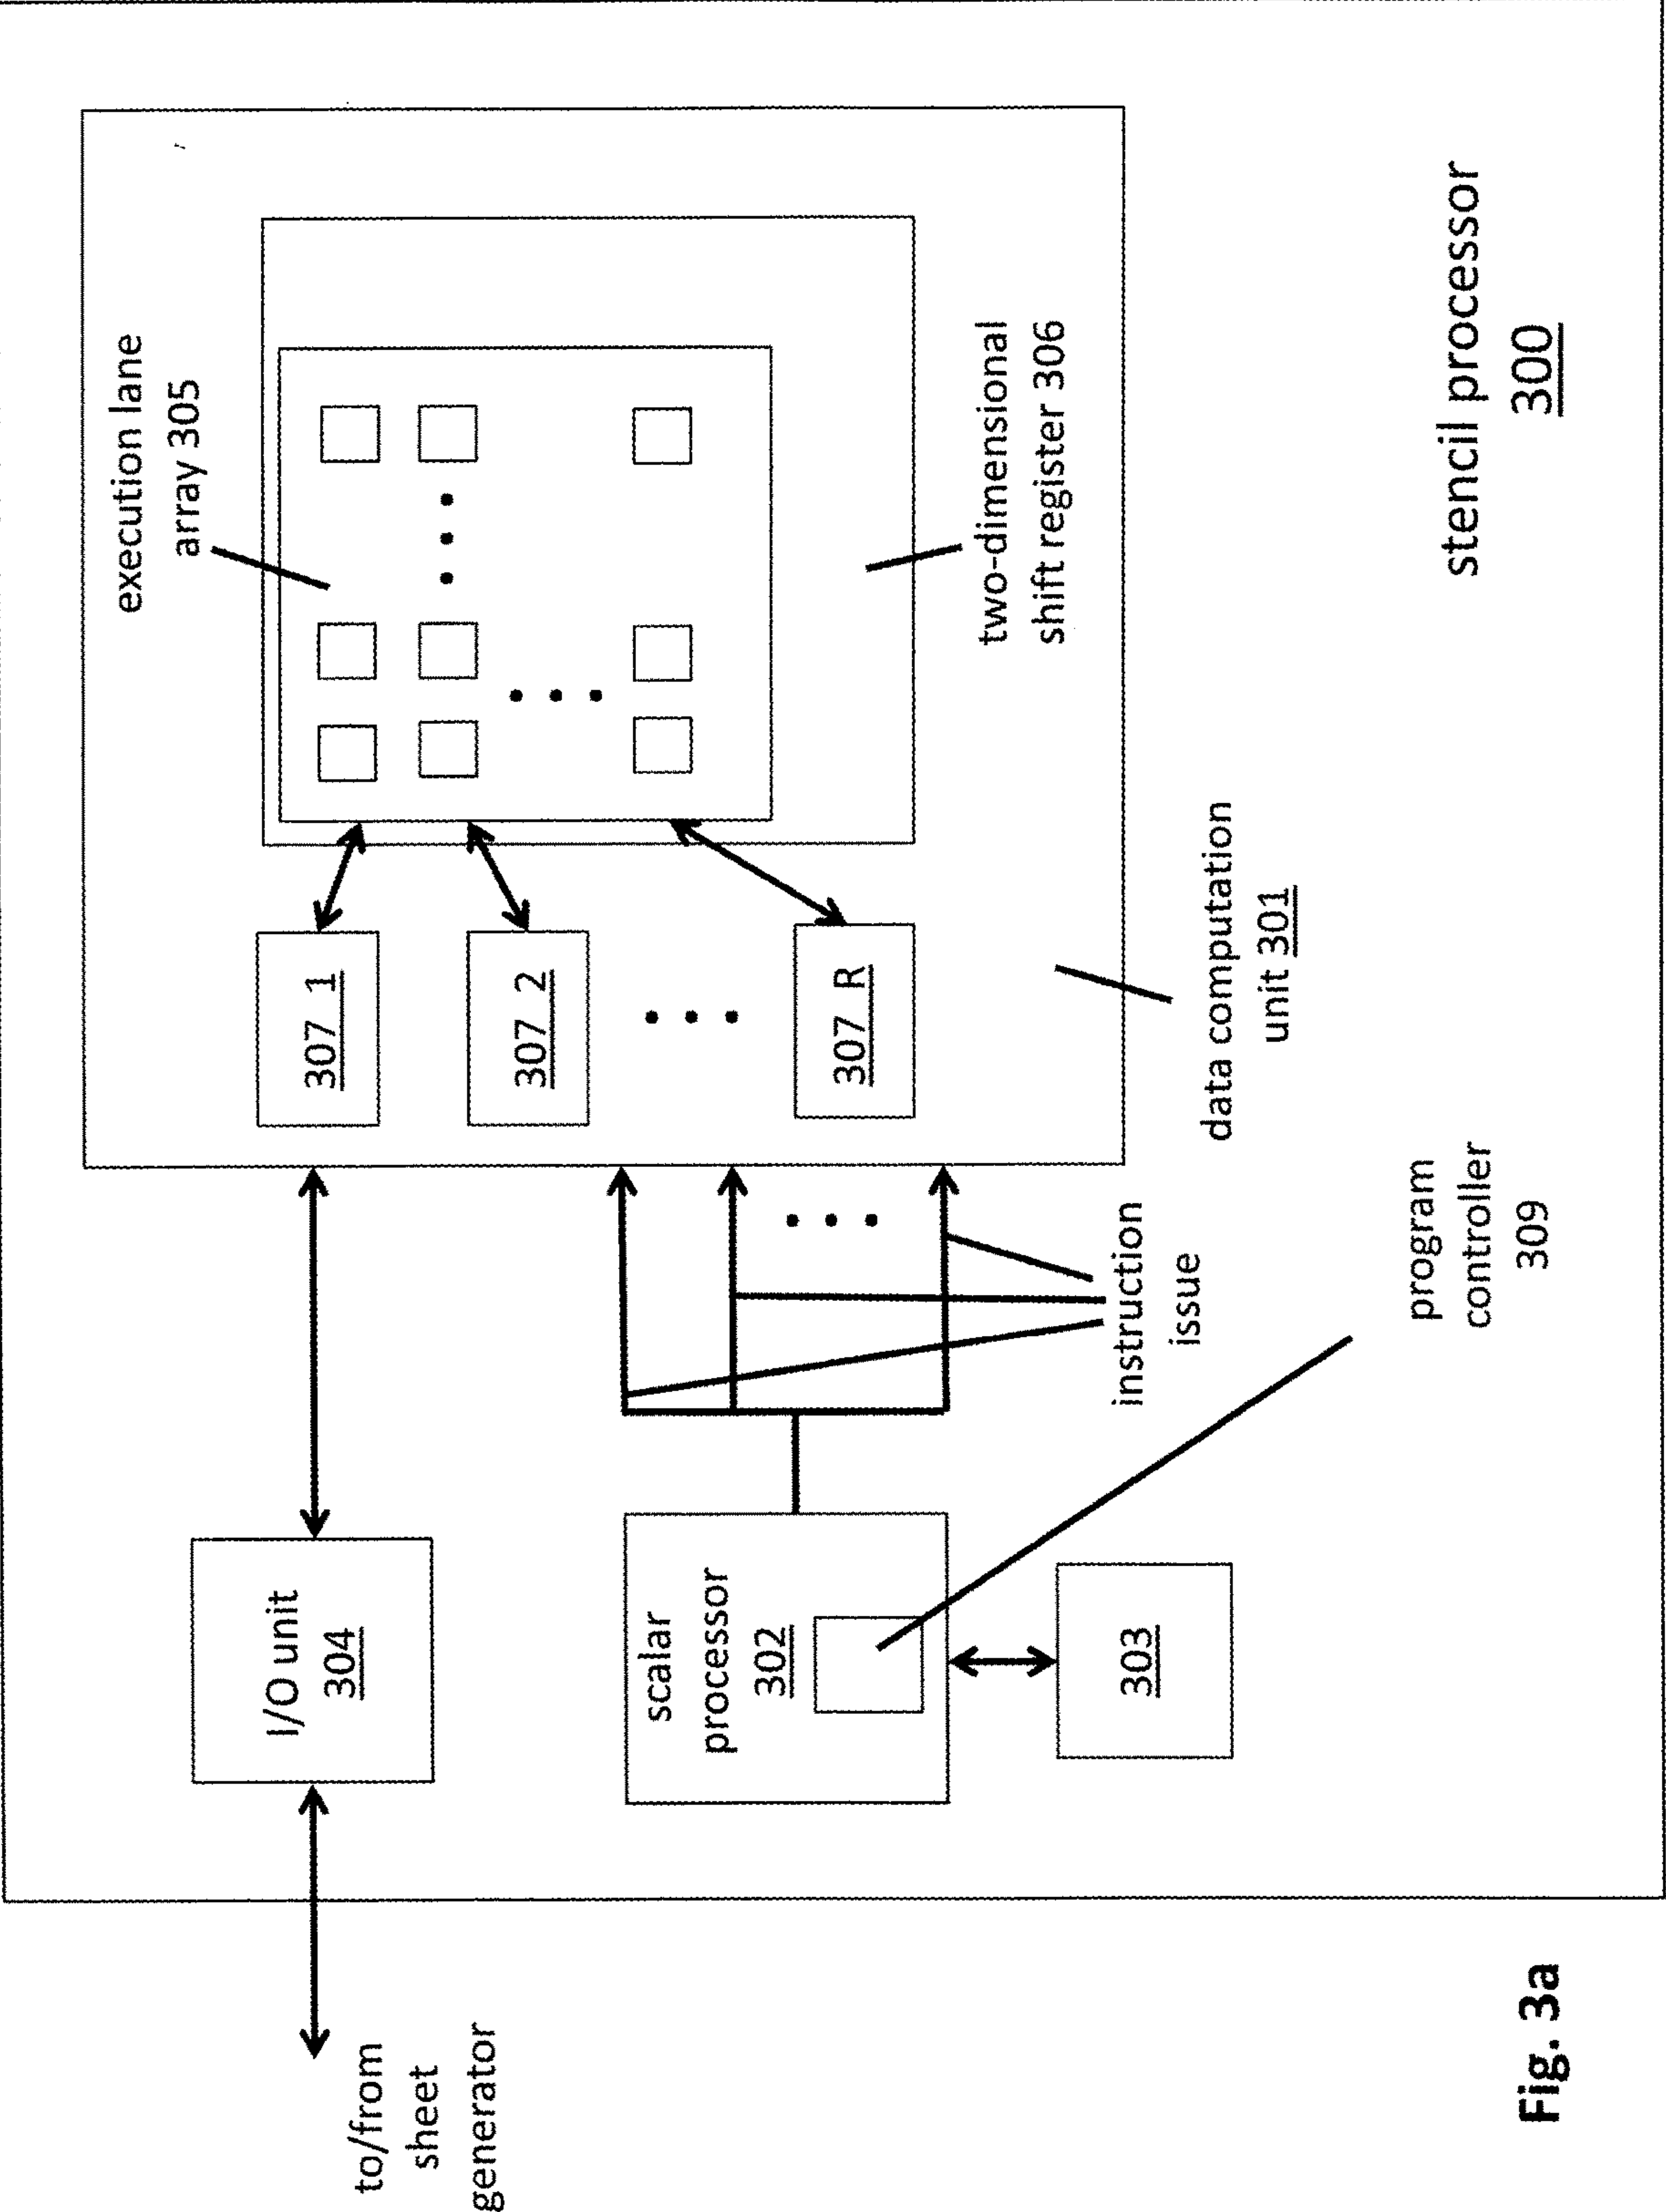 execution lane
array 305
307_1
307_2
307_R
two-dimensional
shift register 306
data computation
unit 301
I/O unit
304
to/from
sheet
generator
scalar
processor
302
303
instruction
issue
program
controller
309
stencil processor
300
Fig. 3a